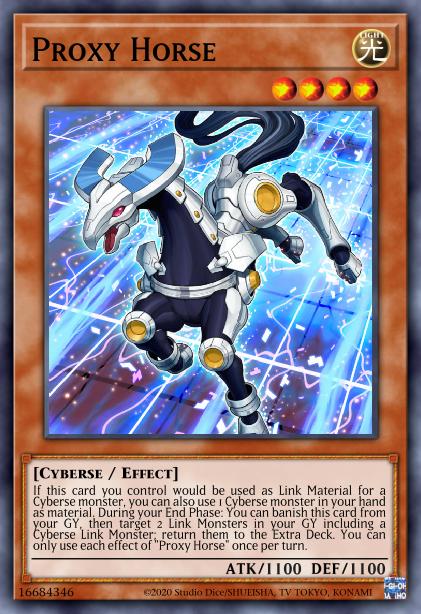 PROXY HORSE
LIGHT
光
[CYBERSE / EFFECT]
If this card you control would be used as Link Material for a
Cyberse monster, you can also use 1 Cyberse monster in your hand
as material. During your End Phase: You can banish this card from
your GY, then target 2 Link Monsters in your GY including a
Cyberse Link Monster; return them to the Extra Deck. You can
only use each effect of "Proxy Horse" once per turn.
ATK/1100 DEF/1100
16684346
©2020 Studio Dice/SHUEISHA, TV TOKYO, KONAMI